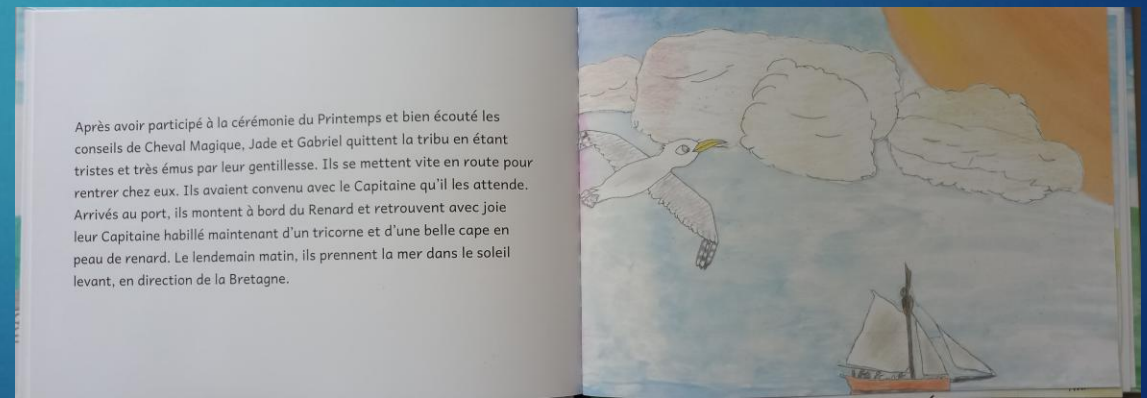 Après avoir participé à la cérémonie du Printemps et bien écouté les
conseils de Cheval Magique, Jade et Gabriel quittent la tribu en étant
tristes et très émus par leur gentillesse. Ils se mettent vite en route pour
rentrer chez eux. Ils avaient convenu avec le Capitaine qu'il les attende.
Arrivés au port, ils montent à bord du Renard et retrouvent avec joie
leur Capitaine habillé maintenant d'un tricorne et d'une belle cape en
peau de renard. Le lendemain matin, ils prennent la mer dans le soleil
levant, en direction de la Bretagne.